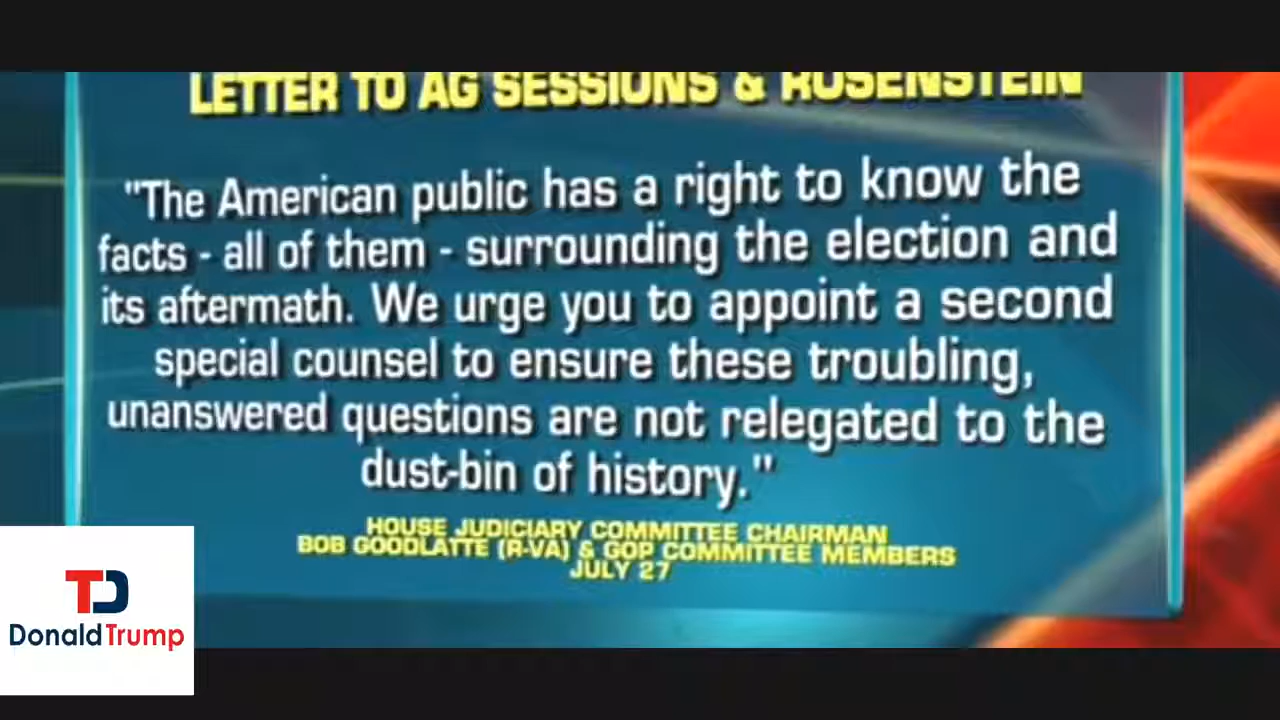 LETTER TO AG SESSIONS & ROSENSTEIN
"The American public has a right to know the
facts - all of them - surrounding the election and
its aftermath. We urge you to appoint a second
special counsel to ensure these troubling,
unanswered questions are not relegated to the
dust-bin of history."
HOUSE JUDICIARY COMMITTEE CHAIRMAN
BOB GOODLATTE (R-VA) & GOP COMMITTEE MEMBERS
JULY 27
TD
DonaldTrump